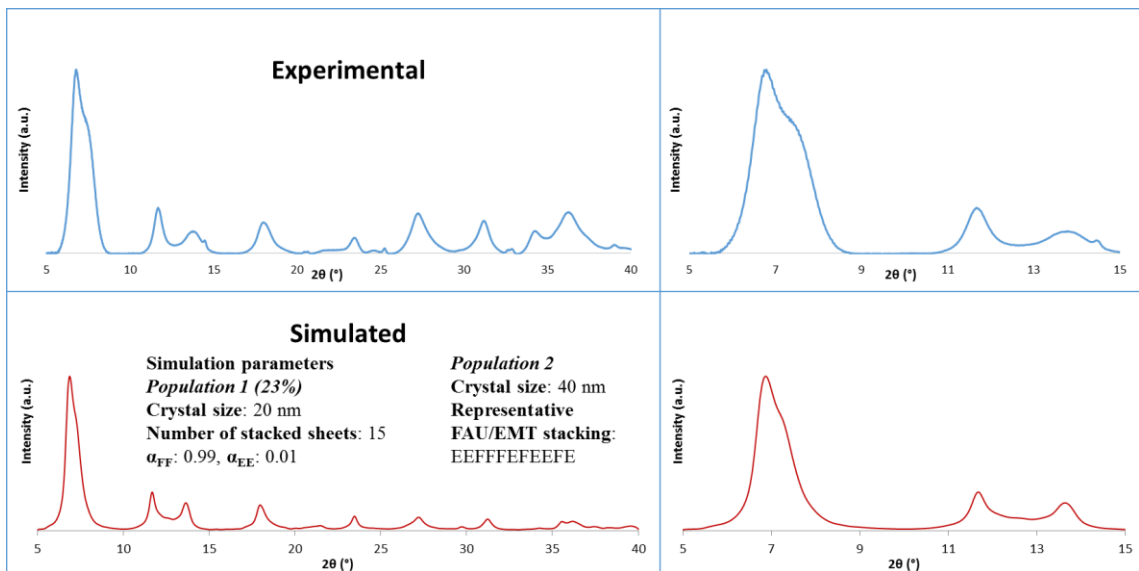 Experimental
Intensity (a.u.)
5 10 15 20 25 30 35 40
2θ (°)
Intensity (a.u.)
5 7 9 11 13 15
2θ (°)
Simulated
Simulation parameters
Population 1 (23%)
Crystal size: 20 nm
Number of stacked sheets: 15
αFF: 0.99, αEE: 0.01
Population 2
Crystal size: 40 nm
Representative
FAU/EMT stacking:
EEFFFEFEEFE
Intensity (a.u.)
5 10 15 20 25 30 35 40
2θ (°)
Intensity (a.u.)
5 7 9 11 13 15
2θ (°)